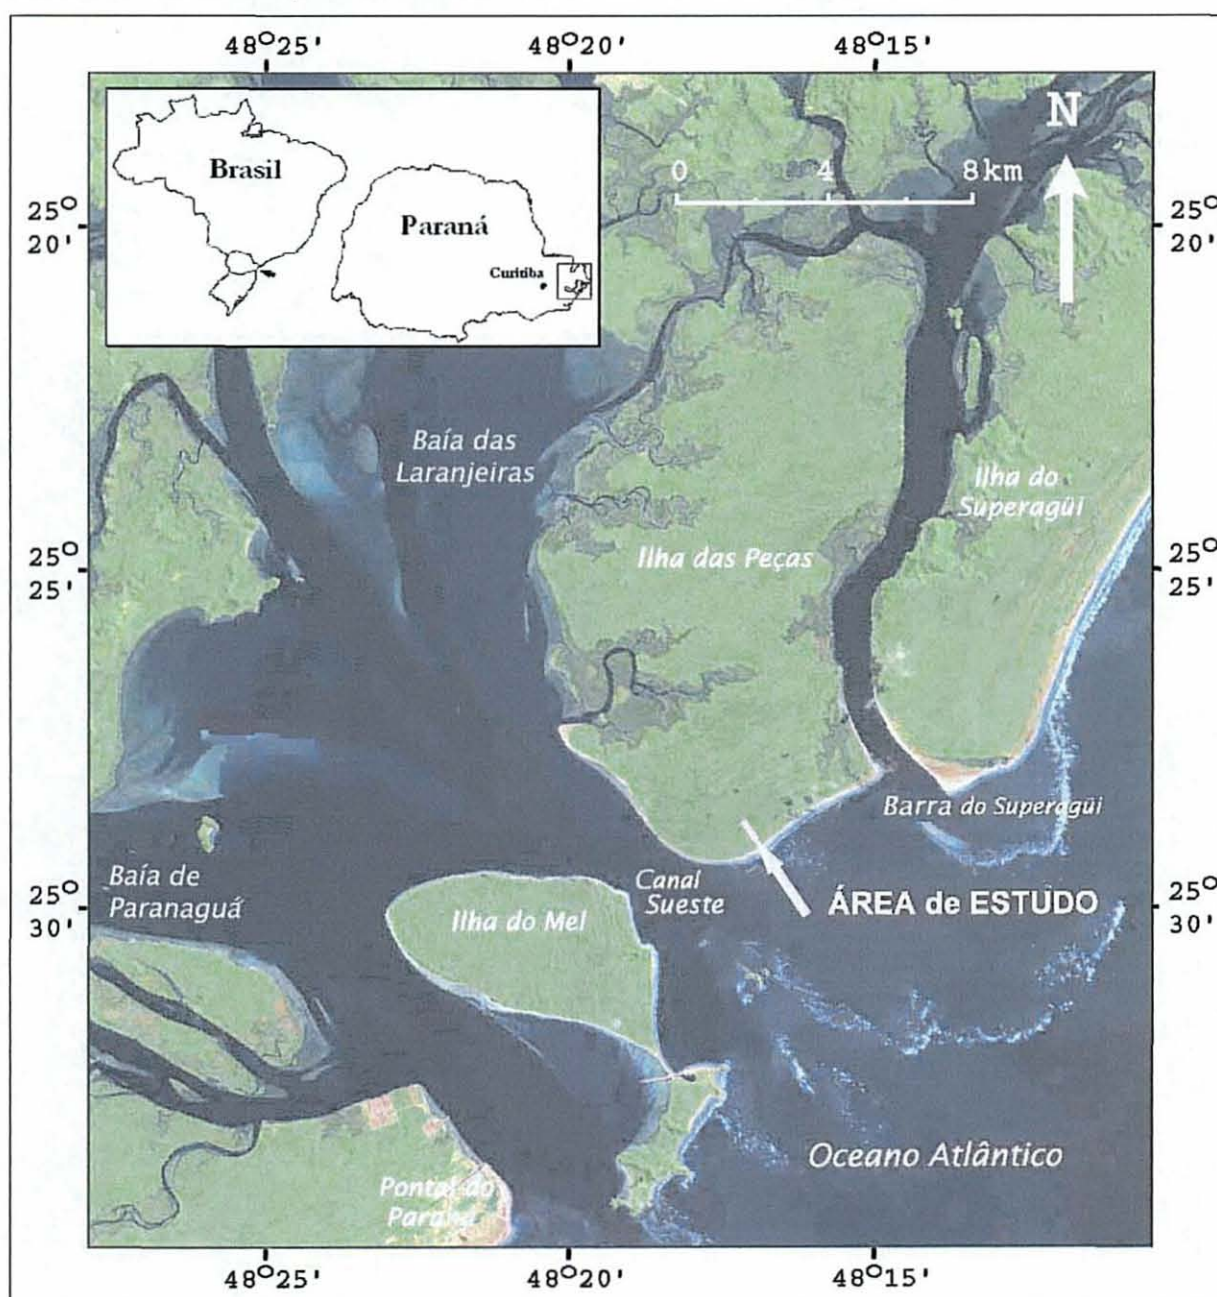 48°25' 48°20' 48°15'
N
Brasil
0 4 8km
25°
20'
25°
20'
Paraná
Curitiba
Baía das
Laranjeiras
Ilha do
Superagüi
Ilha das Peças
25°
25'
25°
25'
Barra do Superagüi
Baía de
Paranaguá
Canal
Sueste
25°
30'
ÁREA de ESTUDO
25°
30'
Ilha do Mel
Oceano Atlântico
Pontal do
Paraná
48°25' 48°20' 48°15'